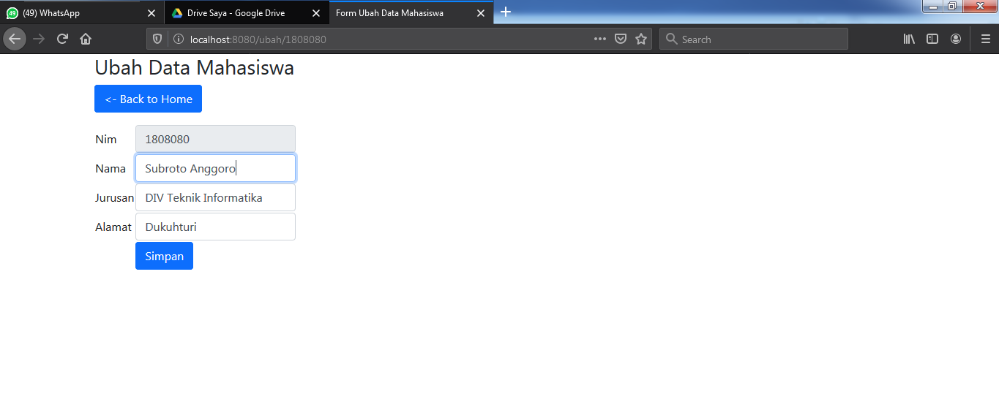 (49) WhatsApp
Drive Saya - Google Drive
Form Ubah Data Mahasiswa
localhost:8080/ubah/1808080
Search
Ubah Data Mahasiswa
<- Back to Home
Nim 1808080
Nama Subroto Anggoro
Jurusan DIV Teknik Informatika
Alamat Dukuhturi
Simpan